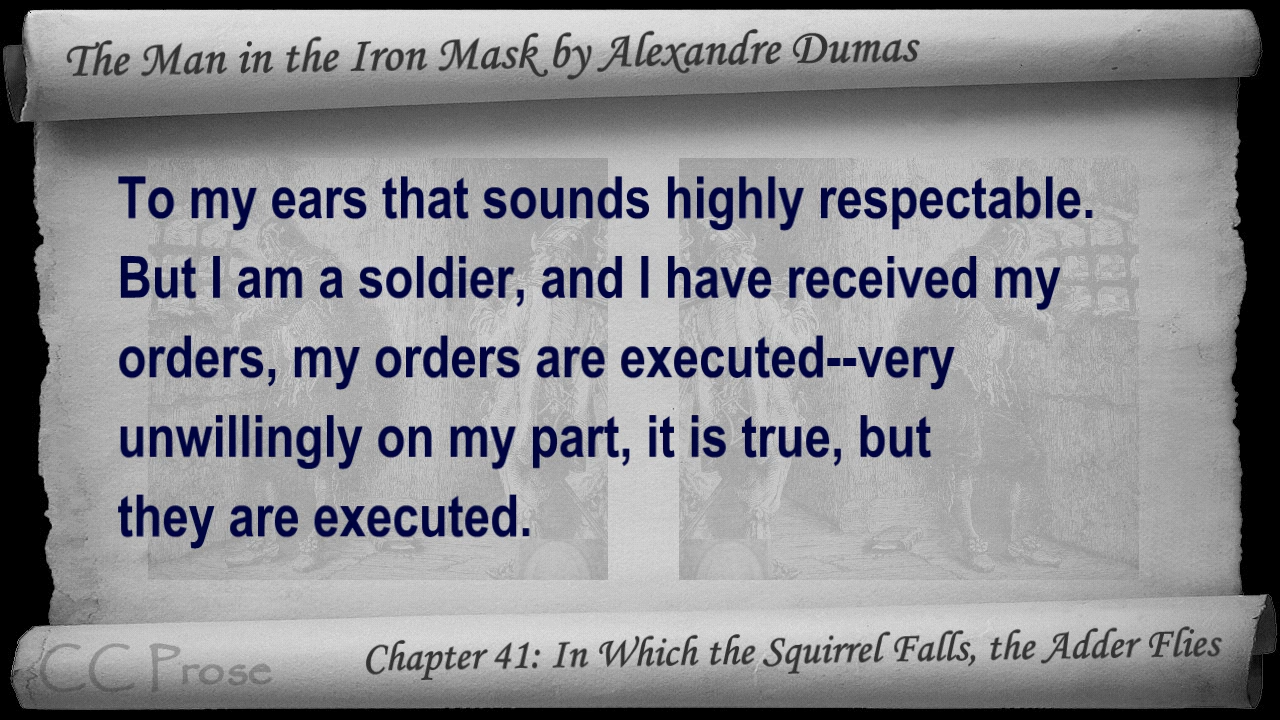 The Man in the Iron Mask by Alexandre Dumas
To my ears that sounds highly respectable.
But I am a soldier, and I have received my
orders, my orders are executed--very
unwillingly on my part, it is true, but
they are executed.
CC Prose
Chapter 41: In Which the Squirrel Falls, the Adder Flies